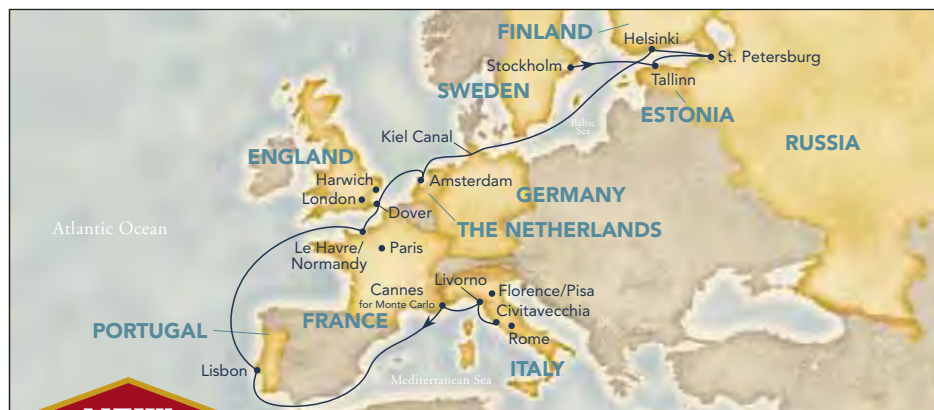 FINLAND
Helsinki
St. Petersburg
Stockholm
Tallinn
SWEDEN
ESTONIA
Baltic
Sea
RUSSIA
Kiel Canal
ENGLAND
Harwich
Amsterdam
GERMANY
London
Dover
Atlantic Ocean
THE NETHERLANDS
Le Havre/
Normandy
Paris
Livorno
Florence/Pisa
Cannes
for Monte Carlo
Civitavecchia
FRANCE
PORTUGAL
Rome
Lisbon
ITALY
Mediterranean Sea